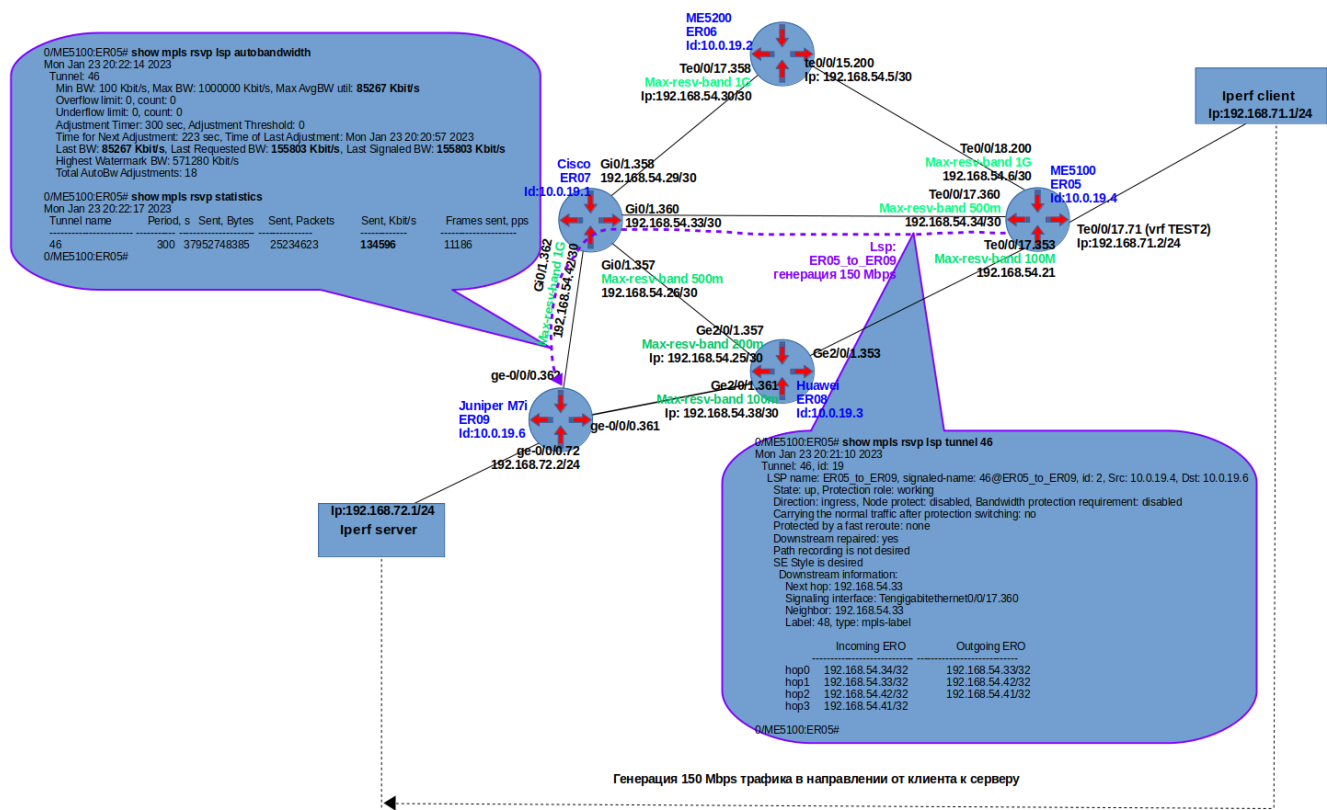 0/ME5100:ER05# show mpls rsvp lsp autobandwidth
Mon Jan 23 20:22:14 2023
Tunnel: 46
Min BW: 100 Kbit/s, Max BW: 1000000 Kbit/s, Max AvgBW util: 85267 Kbit/s
Overflow limit: 0, count: 0
Underflow limit: 0, count: 0
Adjustment Timer: 300 sec, Adjustment Threshold: 0
Time for Next Adjustment: 223 sec, Time of Last Adjustment: Mon Jan 23 20:20:57 2023
Last BW: 85267 Kbit/s, Last Requested BW: 155803 Kbit/s, Last Signaled BW: 155803 Kbit/s
Highest Watermark BW: 571280 Kbit/s
Total AutoBw Adjustments: 18
0/ME5100:ER05# show mpls rsvp statistics
Mon Jan 23 20:22:17 2023
Tunnel name Period, s Sent, Bytes Sent, Packets Sent, Kbit/s Frames sent, pps
46 300 37952748385 25234623 134596 11186
0/ME5100:ER05#
ME5200
ER06
Id:10.0.19.2
Te0/0/17.358
Max-resv-band 1G
Ip:192.168.54.30/30
te0/0/15.200
Ip: 192.168.54.5/30
Iperf client
Ip:192.168.71.1/24
Cisco
ER07
Id:10.0.19.1
Gi0/1.358
192.168.54.29/30
Te0/0/18.200
Max-resv-band 1G
192.168.54.6/30
ME5100
ER05
Id:10.0.19.4
Gi0/1.360
192.168.54.33/30
Te0/0/17.360
Max-resv-band 500m
192.168.54.34/30
Te0/0/17.71 (vrf TEST2)
Ip:192.168.71.2/24
Te0/0/17.353
Max-resv-band 100M
192.168.54.21
Lsp:
ER05_to_ER09
генерация 150 Mbps
Gi0/1.362
Max-resv-band 1G
192.168.54.42/30
Gi0/1.357
Max-resv-band 500m
192.168.54.26/30
Ge2/0/1.357
Max-resv-band 200m
Ip: 192.168.54.25/30
Ge2/0/1.353
ge-0/0/0.362
Ge2/0/1.361
Max-resv-band 100m
Ip: 192.168.54.38/30
Huawei
ER08
Id:10.0.19.3
Juniper M7i
ER09
Id:10.0.19.6
ge-0/0/0.361
ge-0/0/0.72
192.168.72.2/24
Ip:192.168.72.1/24
Iperf server
0/ME5100:ER05# show mpls rsvp lsp tunnel 46
Mon Jan 23 20:21:10 2023
Tunnel: 46, id: 19
LSP name: ER05_to_ER09, signaled-name: 46@ER05_to_ER09, id: 2, Src: 10.0.19.4, Dst: 10.0.19.6
State: up, Protection role: working
Direction: ingress, Node protect: disabled, Bandwidth protection requirement: disabled
Carrying the normal traffic after protection switching: no
Protected by a fast reroute: none
Downstream repaired: yes
Path recording is not desired
SE Style is desired
Downstream information:
Next hop: 192.168.54.33
Signaling interface: Tengigabitethernet0/0/17.360
Neighbor: 192.168.54.33
Label: 48, type: mpls-label
Incoming ERO Outgoing ERO
hop0 192.168.54.34/32 192.168.54.33/32
hop1 192.168.54.33/32 192.168.54.42/32
hop2 192.168.54.42/32 192.168.54.41/32
hop3 192.168.54.41/32
0/ME5100:ER05#
Генерация 150 Mbps трафика в направлении от клиента к серверу